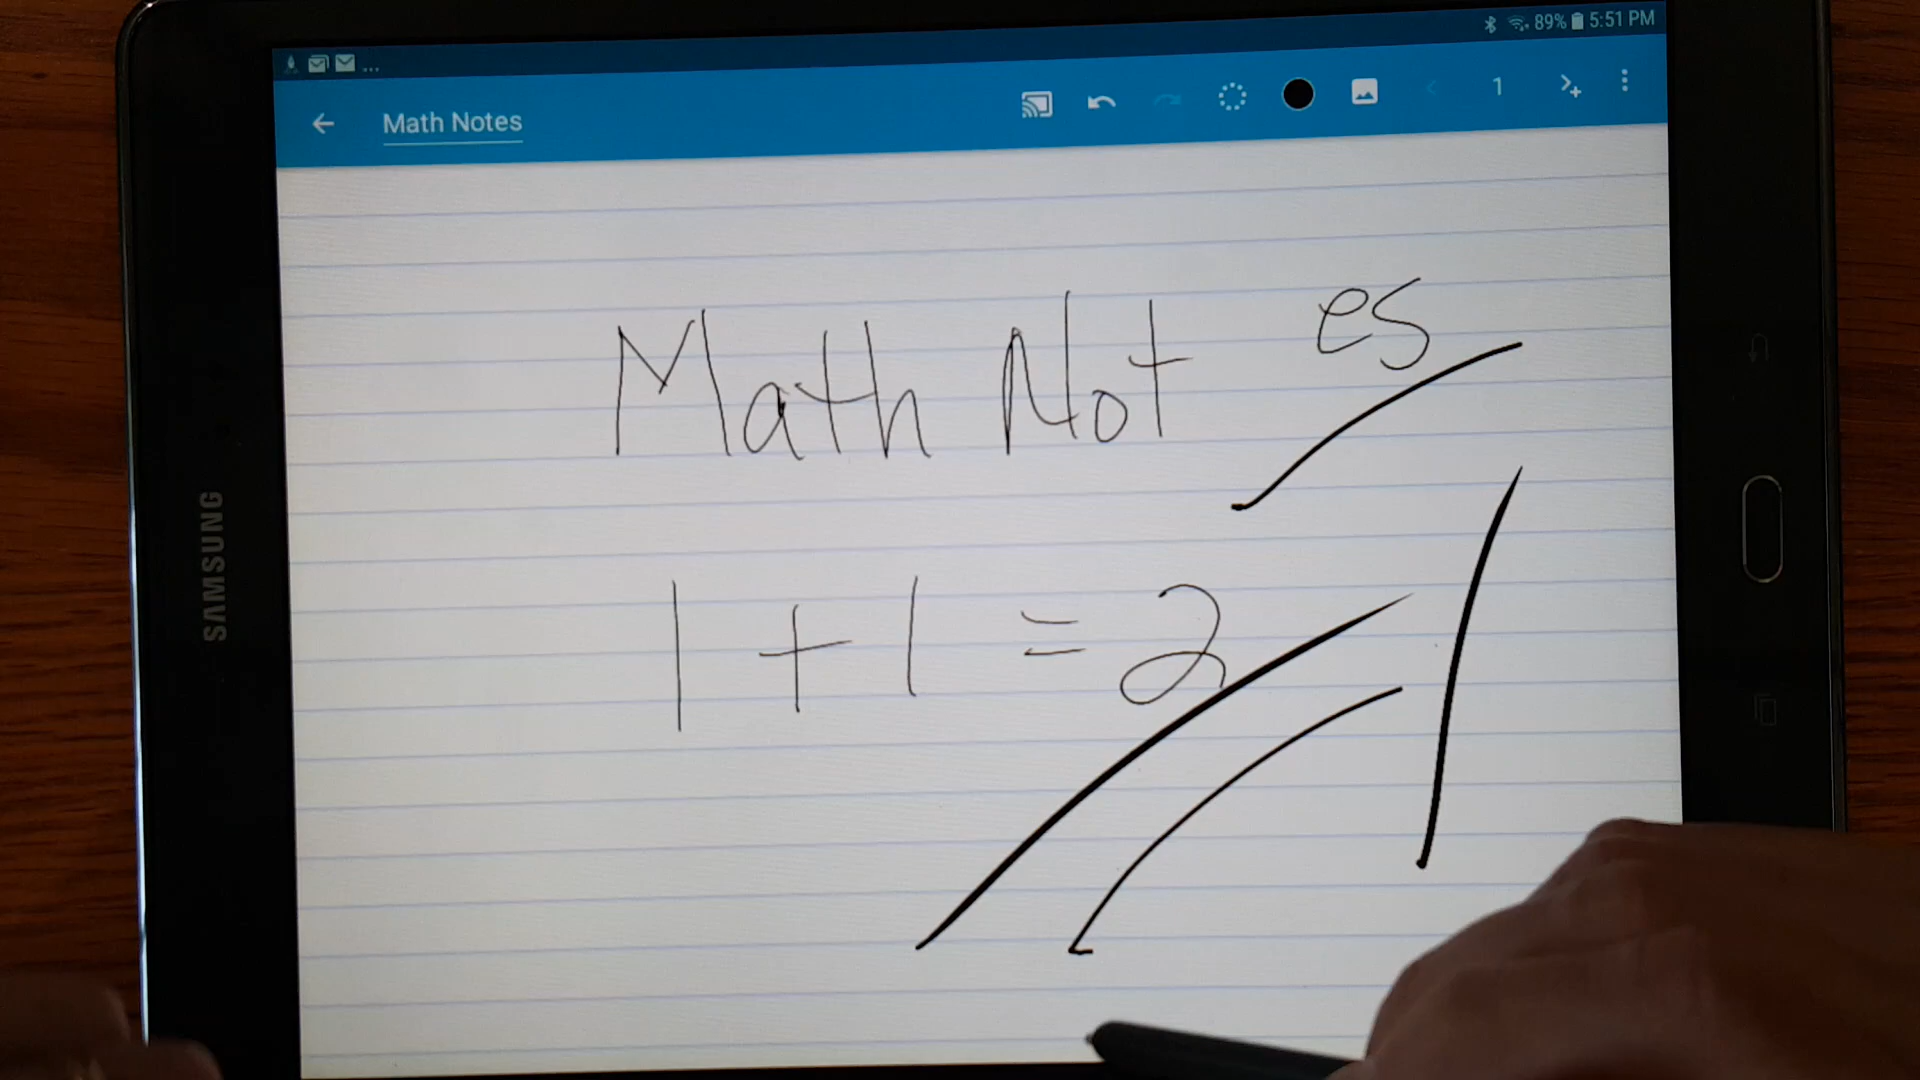 89% 5:51 PM
...
Math Notes
1
Math Not es
1 + 1 = 2
SAMSUNG